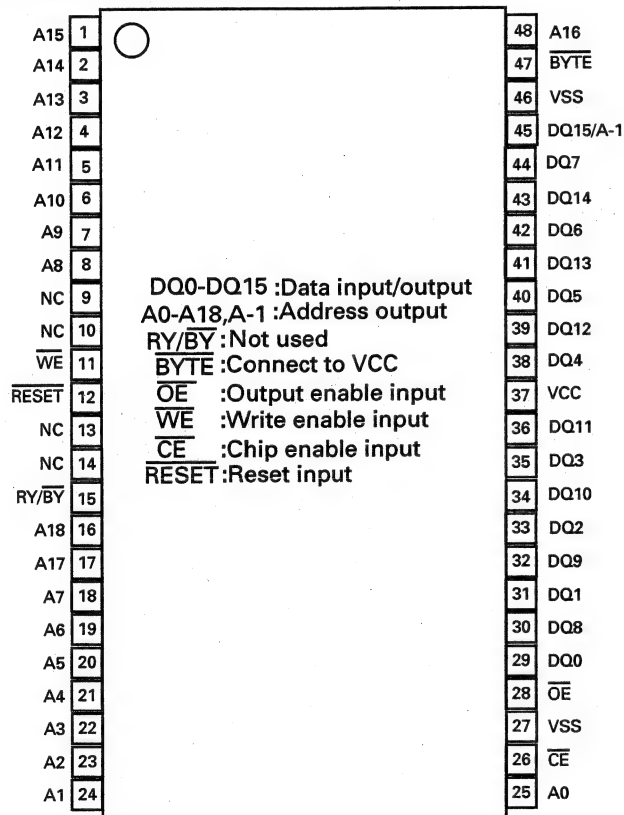 A15 1 48 A16
A14 2 47 BYTE
A13 3 46 VSS
A12 4 45 DQ15/A-1
A11 5 44 DQ7
A10 6 43 DQ14
A9 7 42 DQ6
A8 8 41 DQ13
NC 9 40 DQ5
NC 10 39 DQ12
WE 11 38 DQ4
RESET 12 37 VCC
NC 13 36 DQ11
NC 14 35 DQ3
RY/BY 15 34 DQ10
A18 16 33 DQ2
A17 17 32 DQ9
A7 18 31 DQ1
A6 19 30 DQ8
A5 20 29 DQ0
A4 21 28 OE
A3 22 27 VSS
A2 23 26 CE
A1 24 25 A0
DQ0-DQ15 :Data input/output
A0-A18,A-1 :Address output
RY/BY :Not used
BYTE :Connect to VCC
OE :Output enable input
WE :Write enable input
CE :Chip enable input
RESET :Reset input